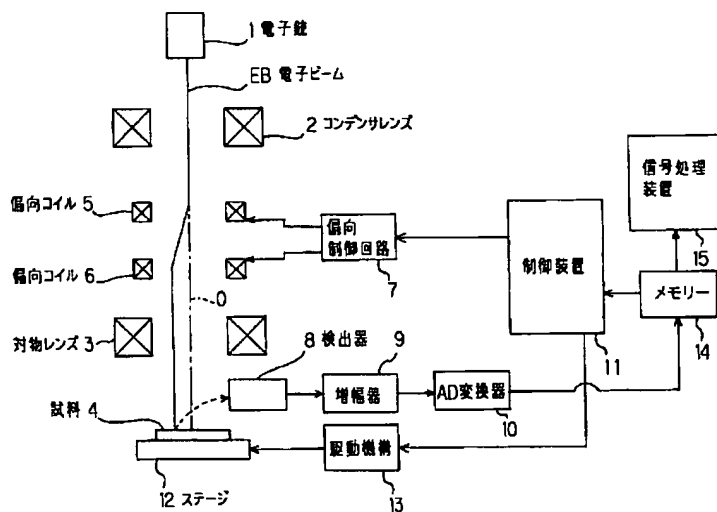 1 電子銃
EB 電子ビーム
2 コンデンサレンズ
信号処理
装置
15
偏向コイル 5
偏向
制御回路
7
制御装置
11
メモリー
14
偏向コイル 6
O
対物レンズ 3
8 検出器
9
増幅器
AD変換器
10
試料 4
駆動機構
13
12 ステージ